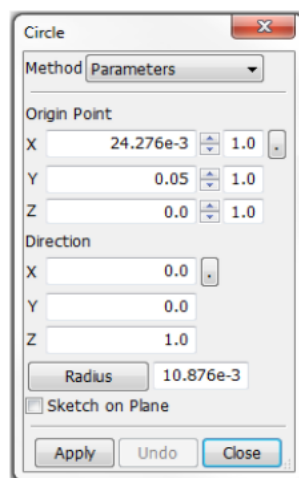 Circle
Method Parameters
Origin Point
X 24.276e-3 1.0 .
Y 0.05 1.0
Z 0.0 1.0
Direction
X 0.0 .
Y 0.0
Z 1.0
Radius 10.876e-3
Sketch on Plane
Apply Undo Close